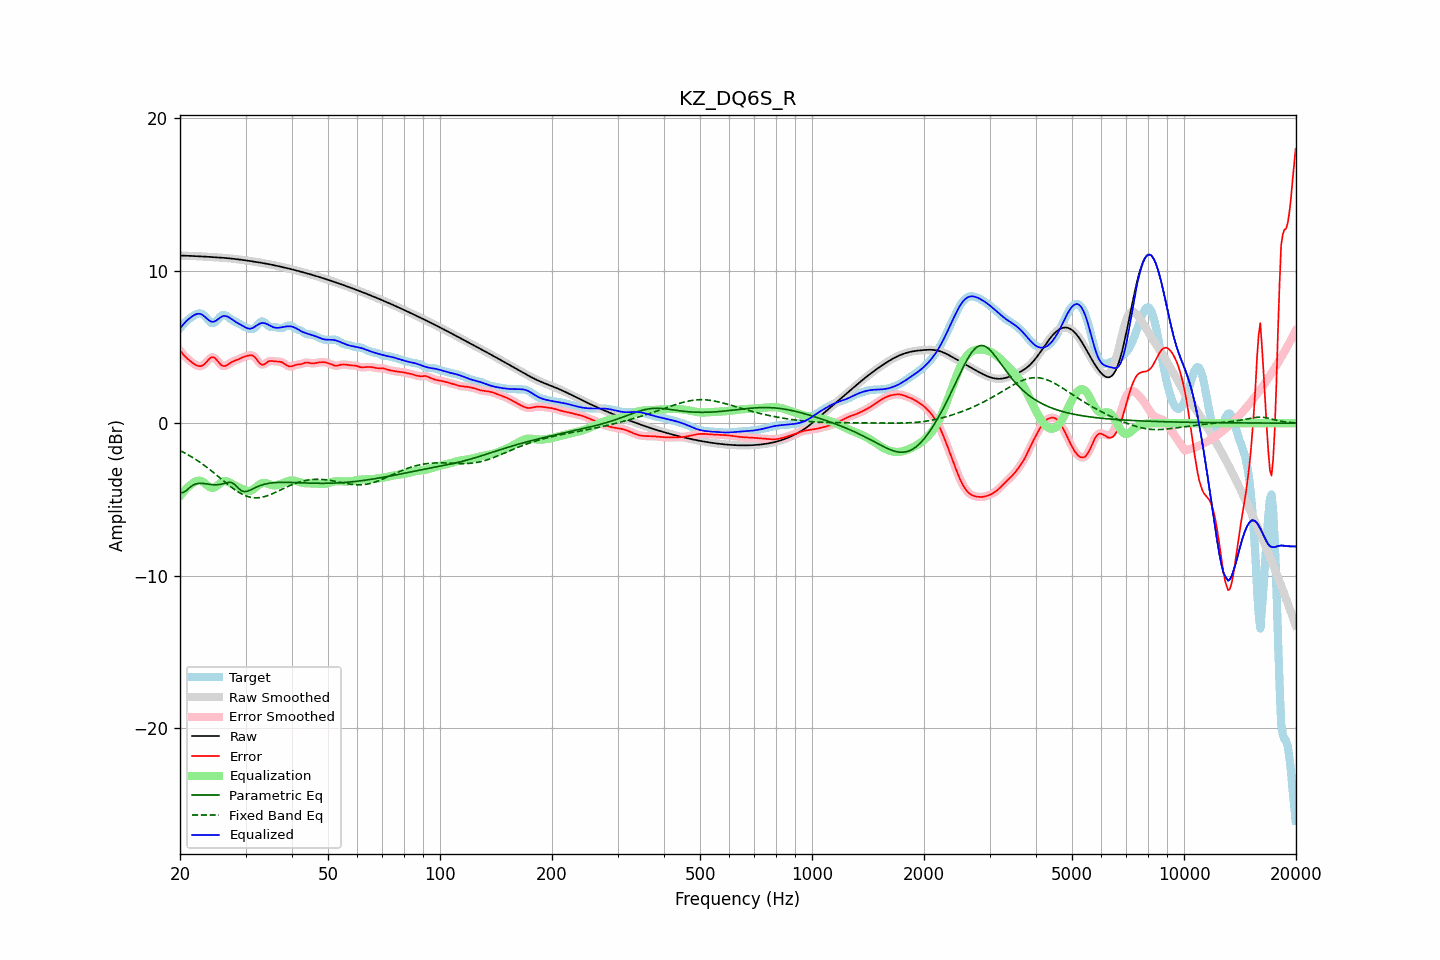 KZ_DQ6S_R
Amplitude (dBr)
20
10
0
−10
−20
Target
Raw Smoothed
Error Smoothed
Raw
Error
Equalization
Parametric Eq
Fixed Band Eq
Equalized
20 50 100 200 500 1000 2000 5000 10000 20000
Frequency (Hz)